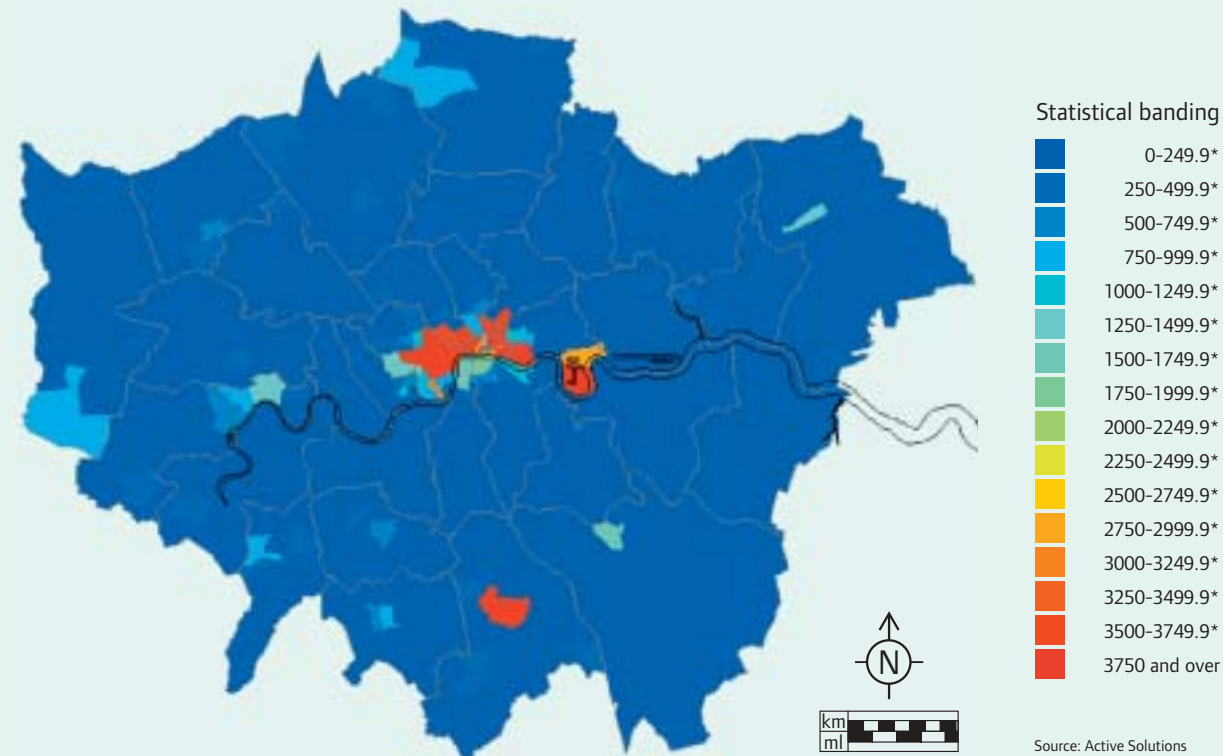 Statistical banding
0-249.9*
250-499.9*
500-749.9*
750-999.9*
1000-1249.9*
1250-1499.9*
1500-1749.9*
1750-1999.9*
2000-2249.9*
2250-2499.9*
2500-2749.9*
2750-2999.9*
3000-3249.9*
3250-3499.9*
3500-3749.9*
3750 and over
N
km
ml
Source: Active Solutions